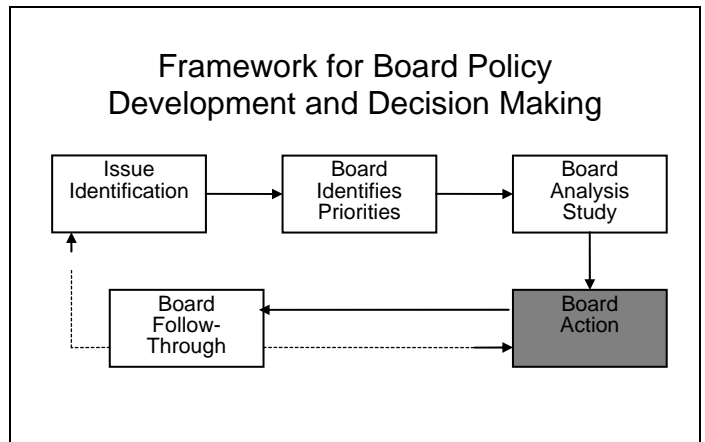 Framework for Board Policy
Development and Decision Making
Issue
Identification
Board
Identifies
Priorities
Board
Analysis
Study
Board
Follow-
Through
Board
Action